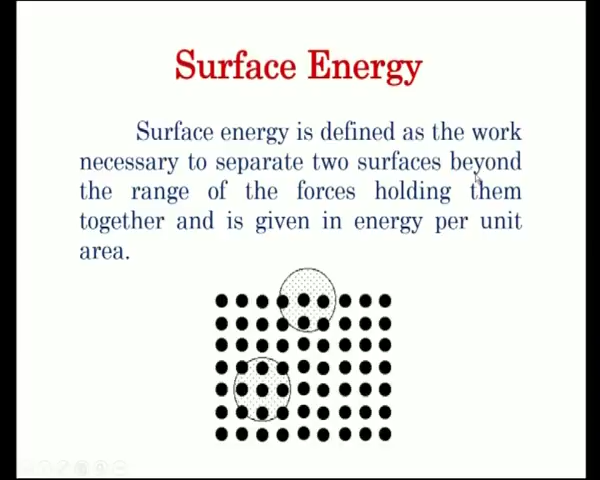 Surface Energy
Surface energy is defined as the work
necessary to separate two surfaces beyond
the range of the forces holding them
together and is given in energy per unit
area.